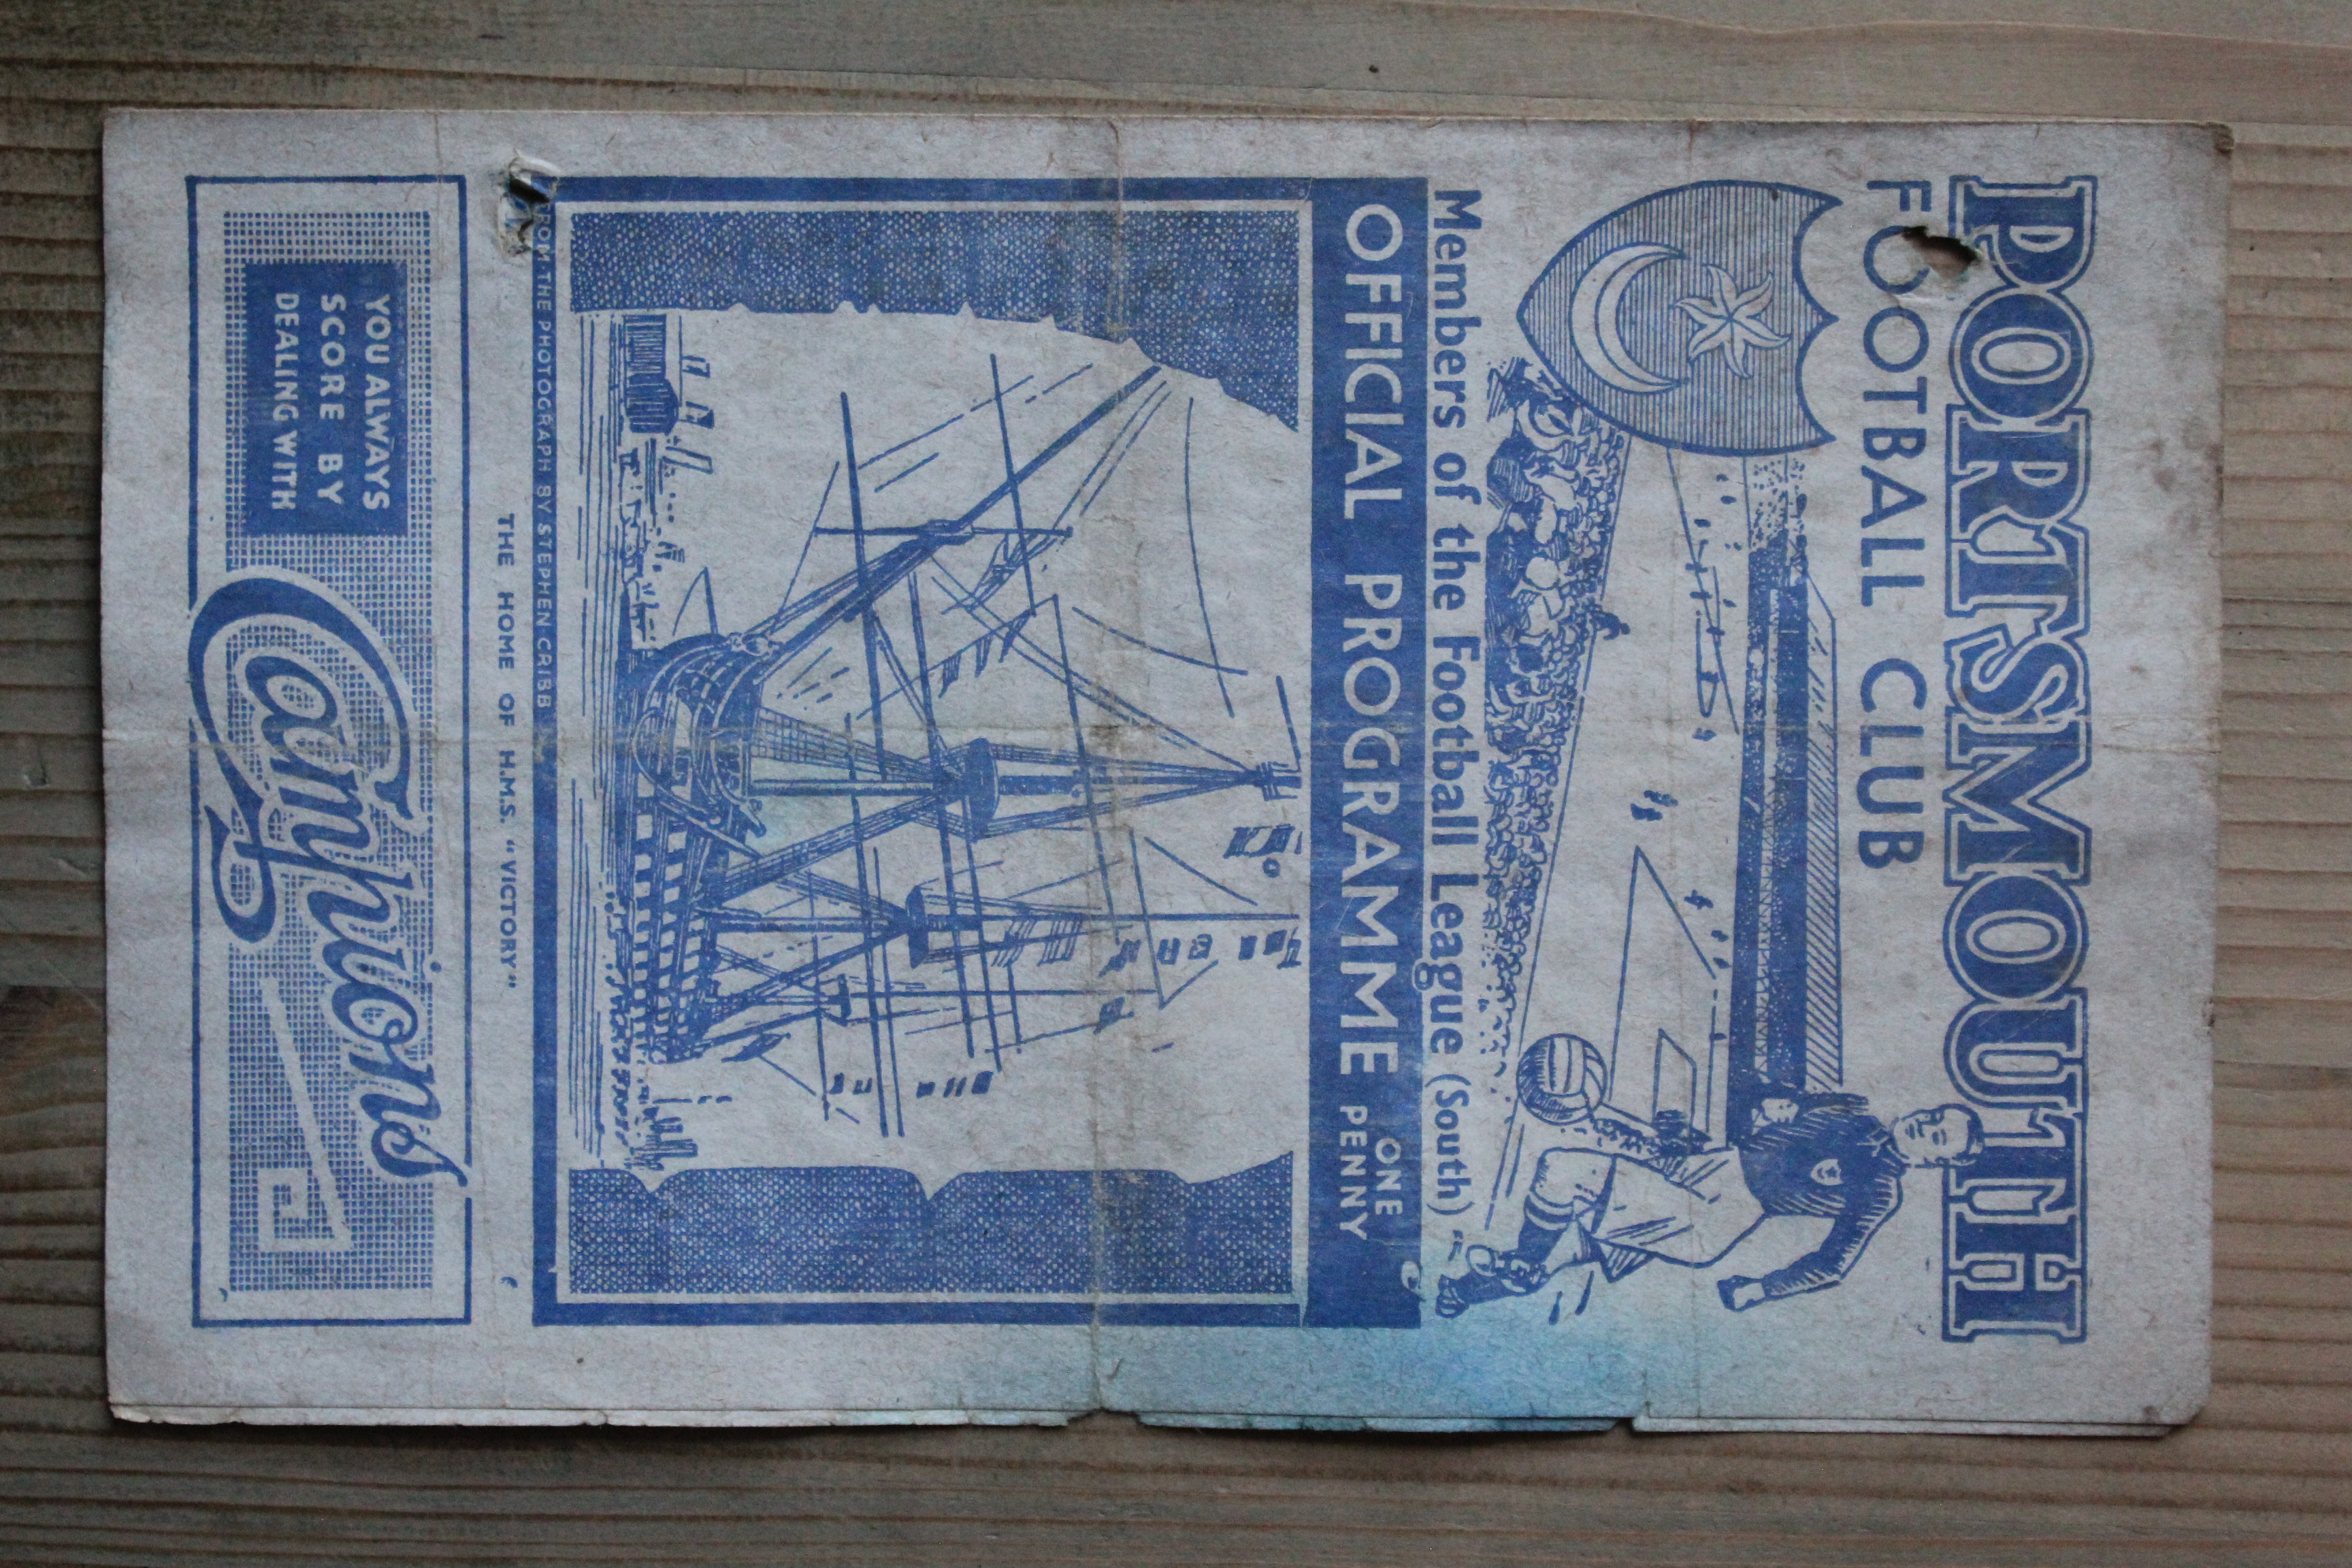 PORTSMOUTH
FOOTBALL CLUB
Members of the Football League (South)
OFFICIAL PROGRAMME ONE
PENNY
FROM THE PHOTOGRAPH BY STEPHEN CRIBB
THE HOME OF H.M.S. "VICTORY"
YOU ALWAYS
SCORE BY
DEALING WITH
Campions